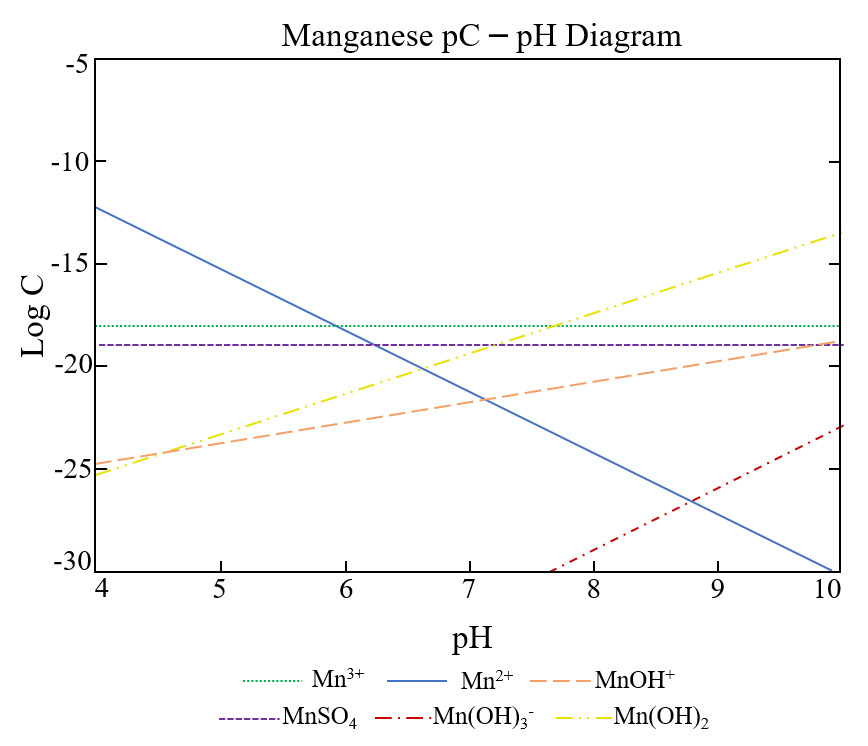 Manganese pC – pH Diagram
-5
-10
-15
Log C
-20
-25
-30
4 5 6 7 8 9 10
pH
Mn³⁺ Mn²⁺ MnOH⁺
MnSO₄ Mn(OH)₃⁻ Mn(OH)₂